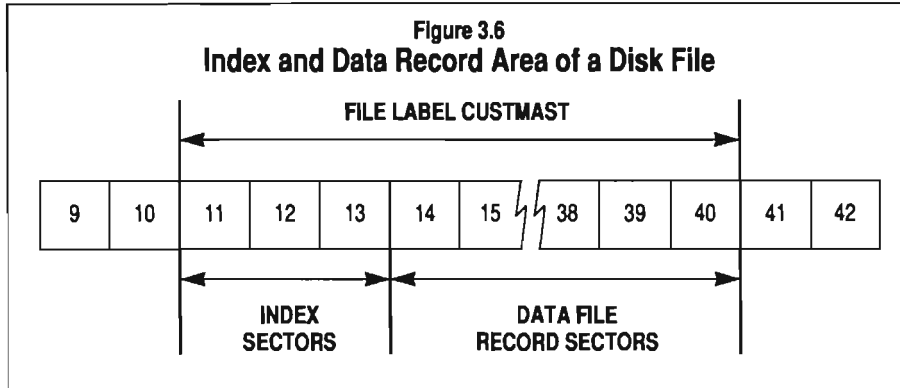 Figure 3.6
Index and Data Record Area of a Disk File
FILE LABEL CUSTMAST
9 10 11 12 13 14 15 38 39 40 41 42
INDEX SECTORS
DATA FILE RECORD SECTORS